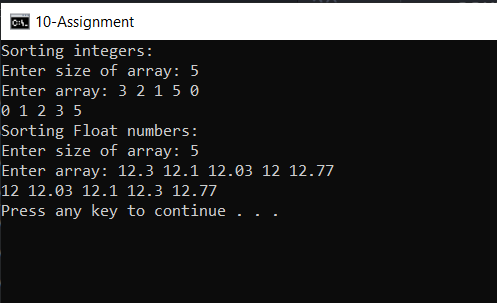 10-Assignment
Sorting integers:
Enter size of array: 5
Enter array: 3 2 1 5 0
0 1 2 3 5
Sorting Float numbers:
Enter size of array: 5
Enter array: 12.3 12.1 12.03 12 12.77
12 12.03 12.1 12.3 12.77
Press any key to continue . . .